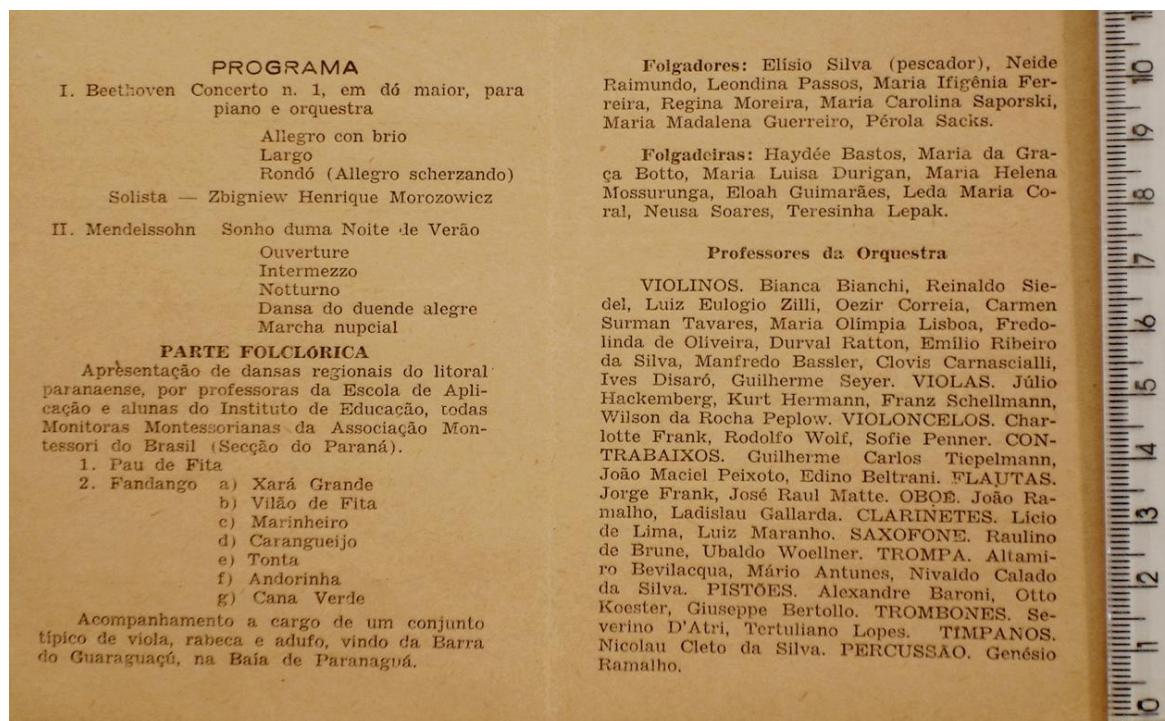 PROGRAMA
I. Beethoven Concerto n. 1, em dó maior, para
piano e orquestra
Allegro con brio
Largo
Rondó (Allegro scherzando)
Solista — Zbigniew Henrique Morozowicz
II. Mendelssohn Sonho duma Noite de Verão
Ouverture
Intermezzo
Notturno
Dansa do duende alegre
Marcha nupcial
PARTE FOLCLÓRICA
Apresentação de dansas regionais do litoral
paranaense, por professoras da Escola de Apli-
cação e alunas do Instituto de Educação, todas
Monitoras Montessorianas da Associação Mon-
tessori do Brasil (Secção do Paraná).
1. Pau de Fita
2. Fandango a) Xará Grande
b) Vilão de Fita
c) Marinheiro
d) Carangueijo
e) Tonta
f) Andorinha
g) Cana Verde
Acompanhamento a cargo de um conjunto
típico de viola, rabeca e adufo, vindo da Barra
do Guaraguaçú, na Baía de Paranaguá.
Folgadores: Elísio Silva (pescador), Neide
Raimundo, Leondina Passos, Maria Ifigênia Fer-
reira, Regina Moreira, Maria Carolina Saporski,
Maria Madalena Guerreiro, Pérola Sacks.
Folgadeiras: Haydée Bastos, Maria da Gra-
ça Botto, Maria Luisa Durigan, Maria Helena
Mossurunga, Eloah Guimarães, Leda Maria Co-
ral, Neusa Soares, Teresinha Lepak.
Professores da Orquestra
VIOLINOS. Bianca Bianchi, Reinaldo Sie-
del, Luiz Eulogio Zilli, Oezir Correia, Carmen
Surman Tavares, Maria Olímpia Lisboa, Fredo-
linda de Oliveira, Durval Ratton, Emílio Ribeiro
da Silva, Manfredo Bassler, Clovis Carnascialli,
Ives Disaró, Guilherme Seyer. VIOLAS. Júlio
Hackemberg, Kurt Hermann, Franz Schellmann,
Wilson da Rocha Peplow. VIOLONCELOS. Char-
lotte Frank, Rodolfo Wolf, Sofie Penner. CON-
TRABAIXOS. Guilherme Carlos Tiepelmann,
João Maciel Peixoto, Edino Beltrani. FLAUTAS.
Jorge Frank, José Raul Matte. OBOÉ. João Ra-
malho, Ladislau Gallarda. CLARINETES. Lício
de Lima, Luiz Maranho. SAXOFONE. Raulino
de Brune, Ubaldo Woellner. TROMPA. Altami-
ro Bevilacqua, Mário Antunes, Nivaldo Calado
da Silva. PISTÕES. Alexandre Baroni, Otto
Koester, Giuseppe Bertollo. TROMBONES. Se-
verino D'Atri, Tertuliano Lopes. TÍMPANOS.
Nicolau Cleto da Silva. PERCUSSÃO. Genésio
Ramalho.
20
19
18
17
16
15
14
13
12
11
10